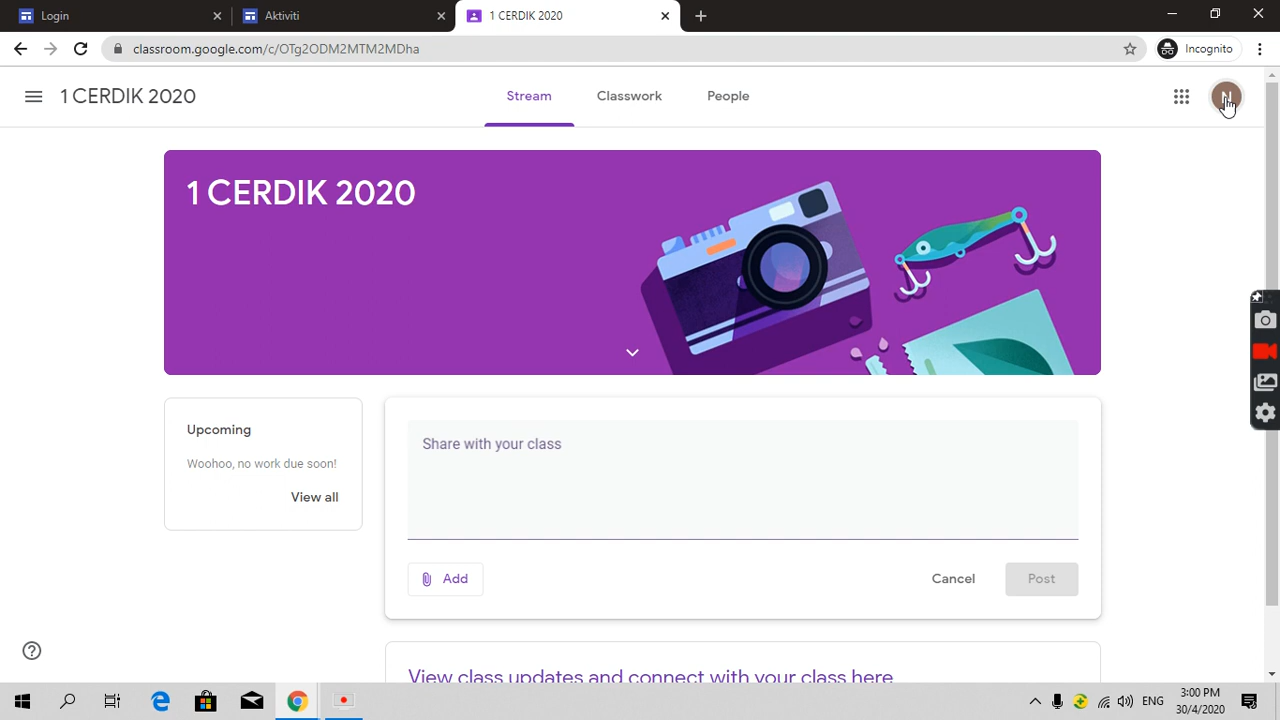 Login
Aktiviti
1 CERDIK 2020
classroom.google.com/c/OTg2ODM2MTM2MDha
Incognito
1 CERDIK 2020
Stream
Classwork
People
N
1 CERDIK 2020
Upcoming
Woohoo, no work due soon!
View all
Share with your class
Add
Cancel
Post
View class updates and connect with your class here
ENG
3:00 PM
30/4/2020